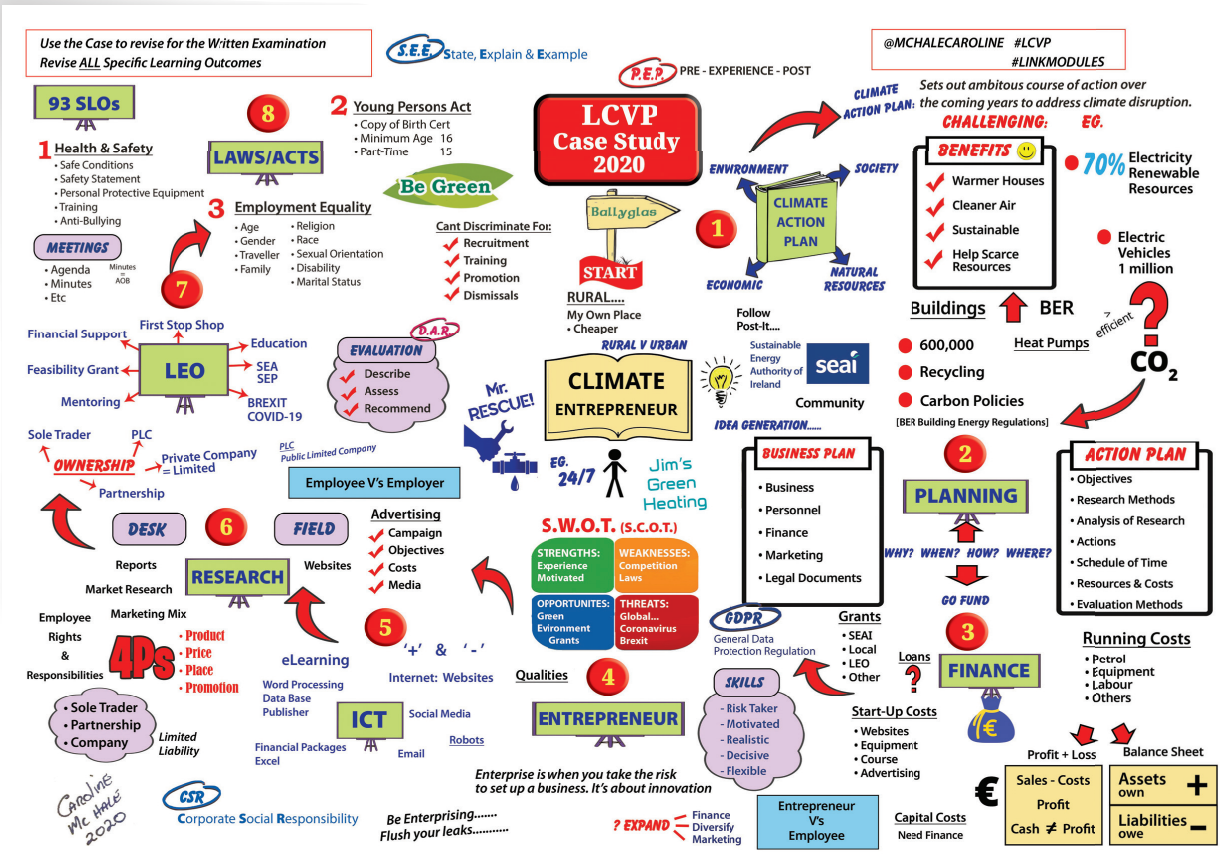 Use the Case to revise for the Written Examination
Revise ALL Specific Learning Outcomes
S.E.E. State, Explain & Example
P.E.P. PRE - EXPERIENCE - POST
@MCHALECAROLINE #LCVP
#LINKMODULES
93 SLOs
8
LAWS/ACTS
1 Health & Safety
• Safe Conditions
• Safety Statement
• Personal Protective Equipment
• Training
• Anti-Bullying
2 Young Persons Act
• Copy of Birth Cert
• Minimum Age 16
• Part-Time 15
3 Employment Equality
• Age
• Gender
• Traveller
• Family
• Religion
• Race
• Sexual Orientation
• Disability
• Marital Status
Be Green
Cant Discriminate For:
Recruitment
Training
Promotion
Dismissals
MEETINGS
• Agenda
• Minutes
• Etc
Minutes
=
AOB
7
LCVP
Case Study
2020
Ballyglas
START
RURAL....
My Own Place
• Cheaper
RURAL V URBAN
1
CLIMATE
ACTION
PLAN
ENWRONMENT
SOCIETY
ECONOMIC
NATURAL
RESOURCES
CLIMATE
ACTION PLAN:
Sets out ambitous course of action over
the coming years to address climate disruption.
CHALLENGING: EG.
BENEFITS
Warmer Houses
Cleaner Air
Sustainable
Help Scarce
Resources
70% Electricity
Renewable
Resources
Electric
Vehicles
1 million
Buildings
BER
> efficient
?
CO2
Heat Pumps
600,000
Recycling
Carbon Policies
[BER Building Energy Regulations]
Follow
Post-It....
Sustainable
Energy
Authority of
Ireland
seai
Community
IDEA GENERATION......
CLIMATE
ENTREPRENEUR
Mr.
RESCUE!
EG.
24/7
Jim's
Green
Heating
LEO
Financial Support
First Stop Shop
Education
Feasibility Grant
SEA
SEP
Mentoring
BREXIT
COVID-19
D.A.R.
EVALUATION
Describe
Assess
Recommend
Sole Trader
PLC
OWNERSHIP
Private Company
= Limited
Partnership
PLC
Public Limited Company
Employee V's Employer
DESK
6
FIELD
Reports
Websites
Market Research
RESEARCH
Advertising
Campaign
Objectives
Costs
Media
S.W.O.T. (S.C.O.T.)
STRENGTHS:
Experience
Motivated
WEAKNESSES:
Competition
Laws
OPPORTUNITES:
Green
Evironment
Grants
THREATS:
Global...
Coronavirus
Brexit
BUSINESS PLAN
• Business
• Personnel
• Finance
• Marketing
• Legal Documents
2
PLANNING
WHY? WHEN? HOW? WHERE?
GO FUND
ACTION PLAN
• Objectives
• Research Methods
• Analysis of Research
• Actions
• Schedule of Time
• Resources & Costs
• Evaluation Methods
Employee
Rights
&
Responsibilities
Marketing Mix
4Ps
• Product
• Price
• Place
• Promotion
• Sole Trader
• Partnership
• Company
Limited
Liability
5
eLearning
'+' & '-'
Internet: Websites
Word Processing
Data Base
Publisher
ICT
Social Media
Robots
Financial Packages
Excel
Email
Qualities
4
ENTREPRENEUR
GDPR
General Data
Protection Regulation
SKILLS
- Risk Taker
- Motivated
- Realistic
- Decisive
- Flexible
Grants
• SEAI
• Local
• LEO
• Other
Loans
?
3
FINANCE
€
Start-Up Costs
• Websites
• Equipment
• Course
• Advertising
Running Costs
• Petrol
• Equipment
• Labour
• Others
Profit + Loss
Balance Sheet
€
Sales - Costs
Profit
Cash ≠ Profit
Assets
own
+
Liabilities
owe
−
Caroline
Mc Hale
2020
CSR
Corporate Social Responsibility
Enterprise is when you take the risk
to set up a business. It's about innovation
Be Enterprising.......
Flush your leaks...........
? EXPAND
Finance
Diversify
Marketing
Entrepreneur
V's
Employee
Capital Costs
Need Finance